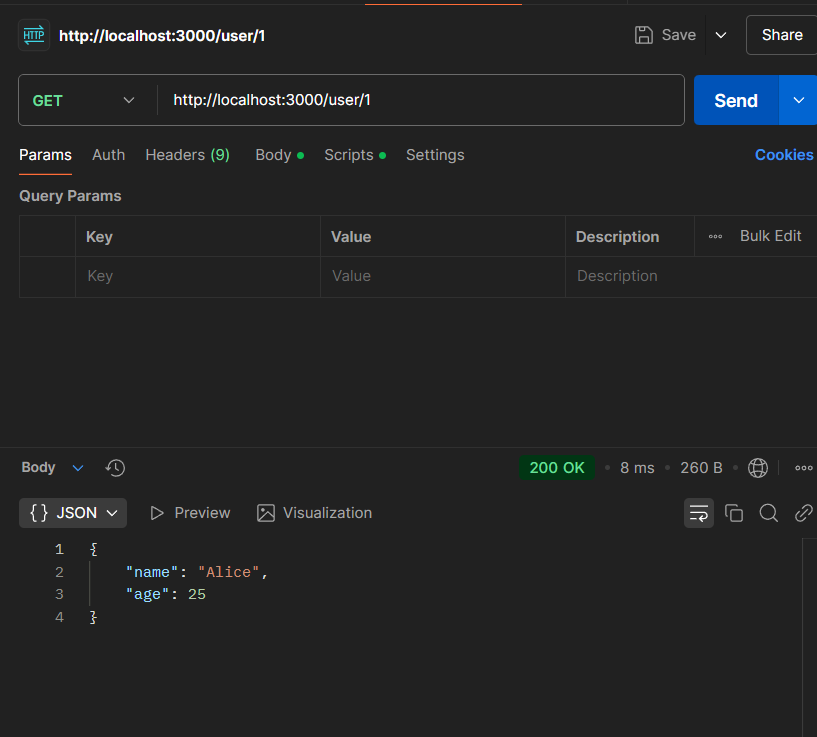 HTTP http://localhost:3000/user/1 Save Share
GET http://localhost:3000/user/1 Send
Params Auth Headers (9) Body Scripts Settings Cookies
Query Params
Key Value Description Bulk Edit
Key Value Description
Body 200 OK 8 ms 260 B
{} JSON Preview Visualization
1 {
2 "name": "Alice",
3 "age": 25
4 }